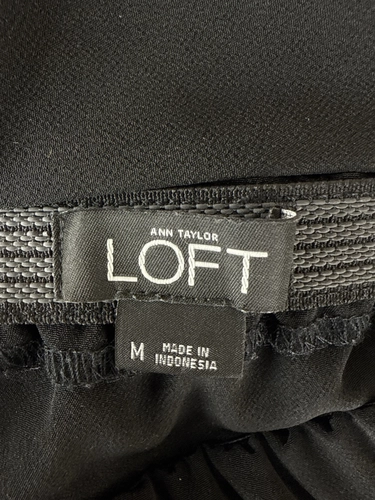 ANN TAYLOR
LOFT
M
MADE IN
INDONESIA